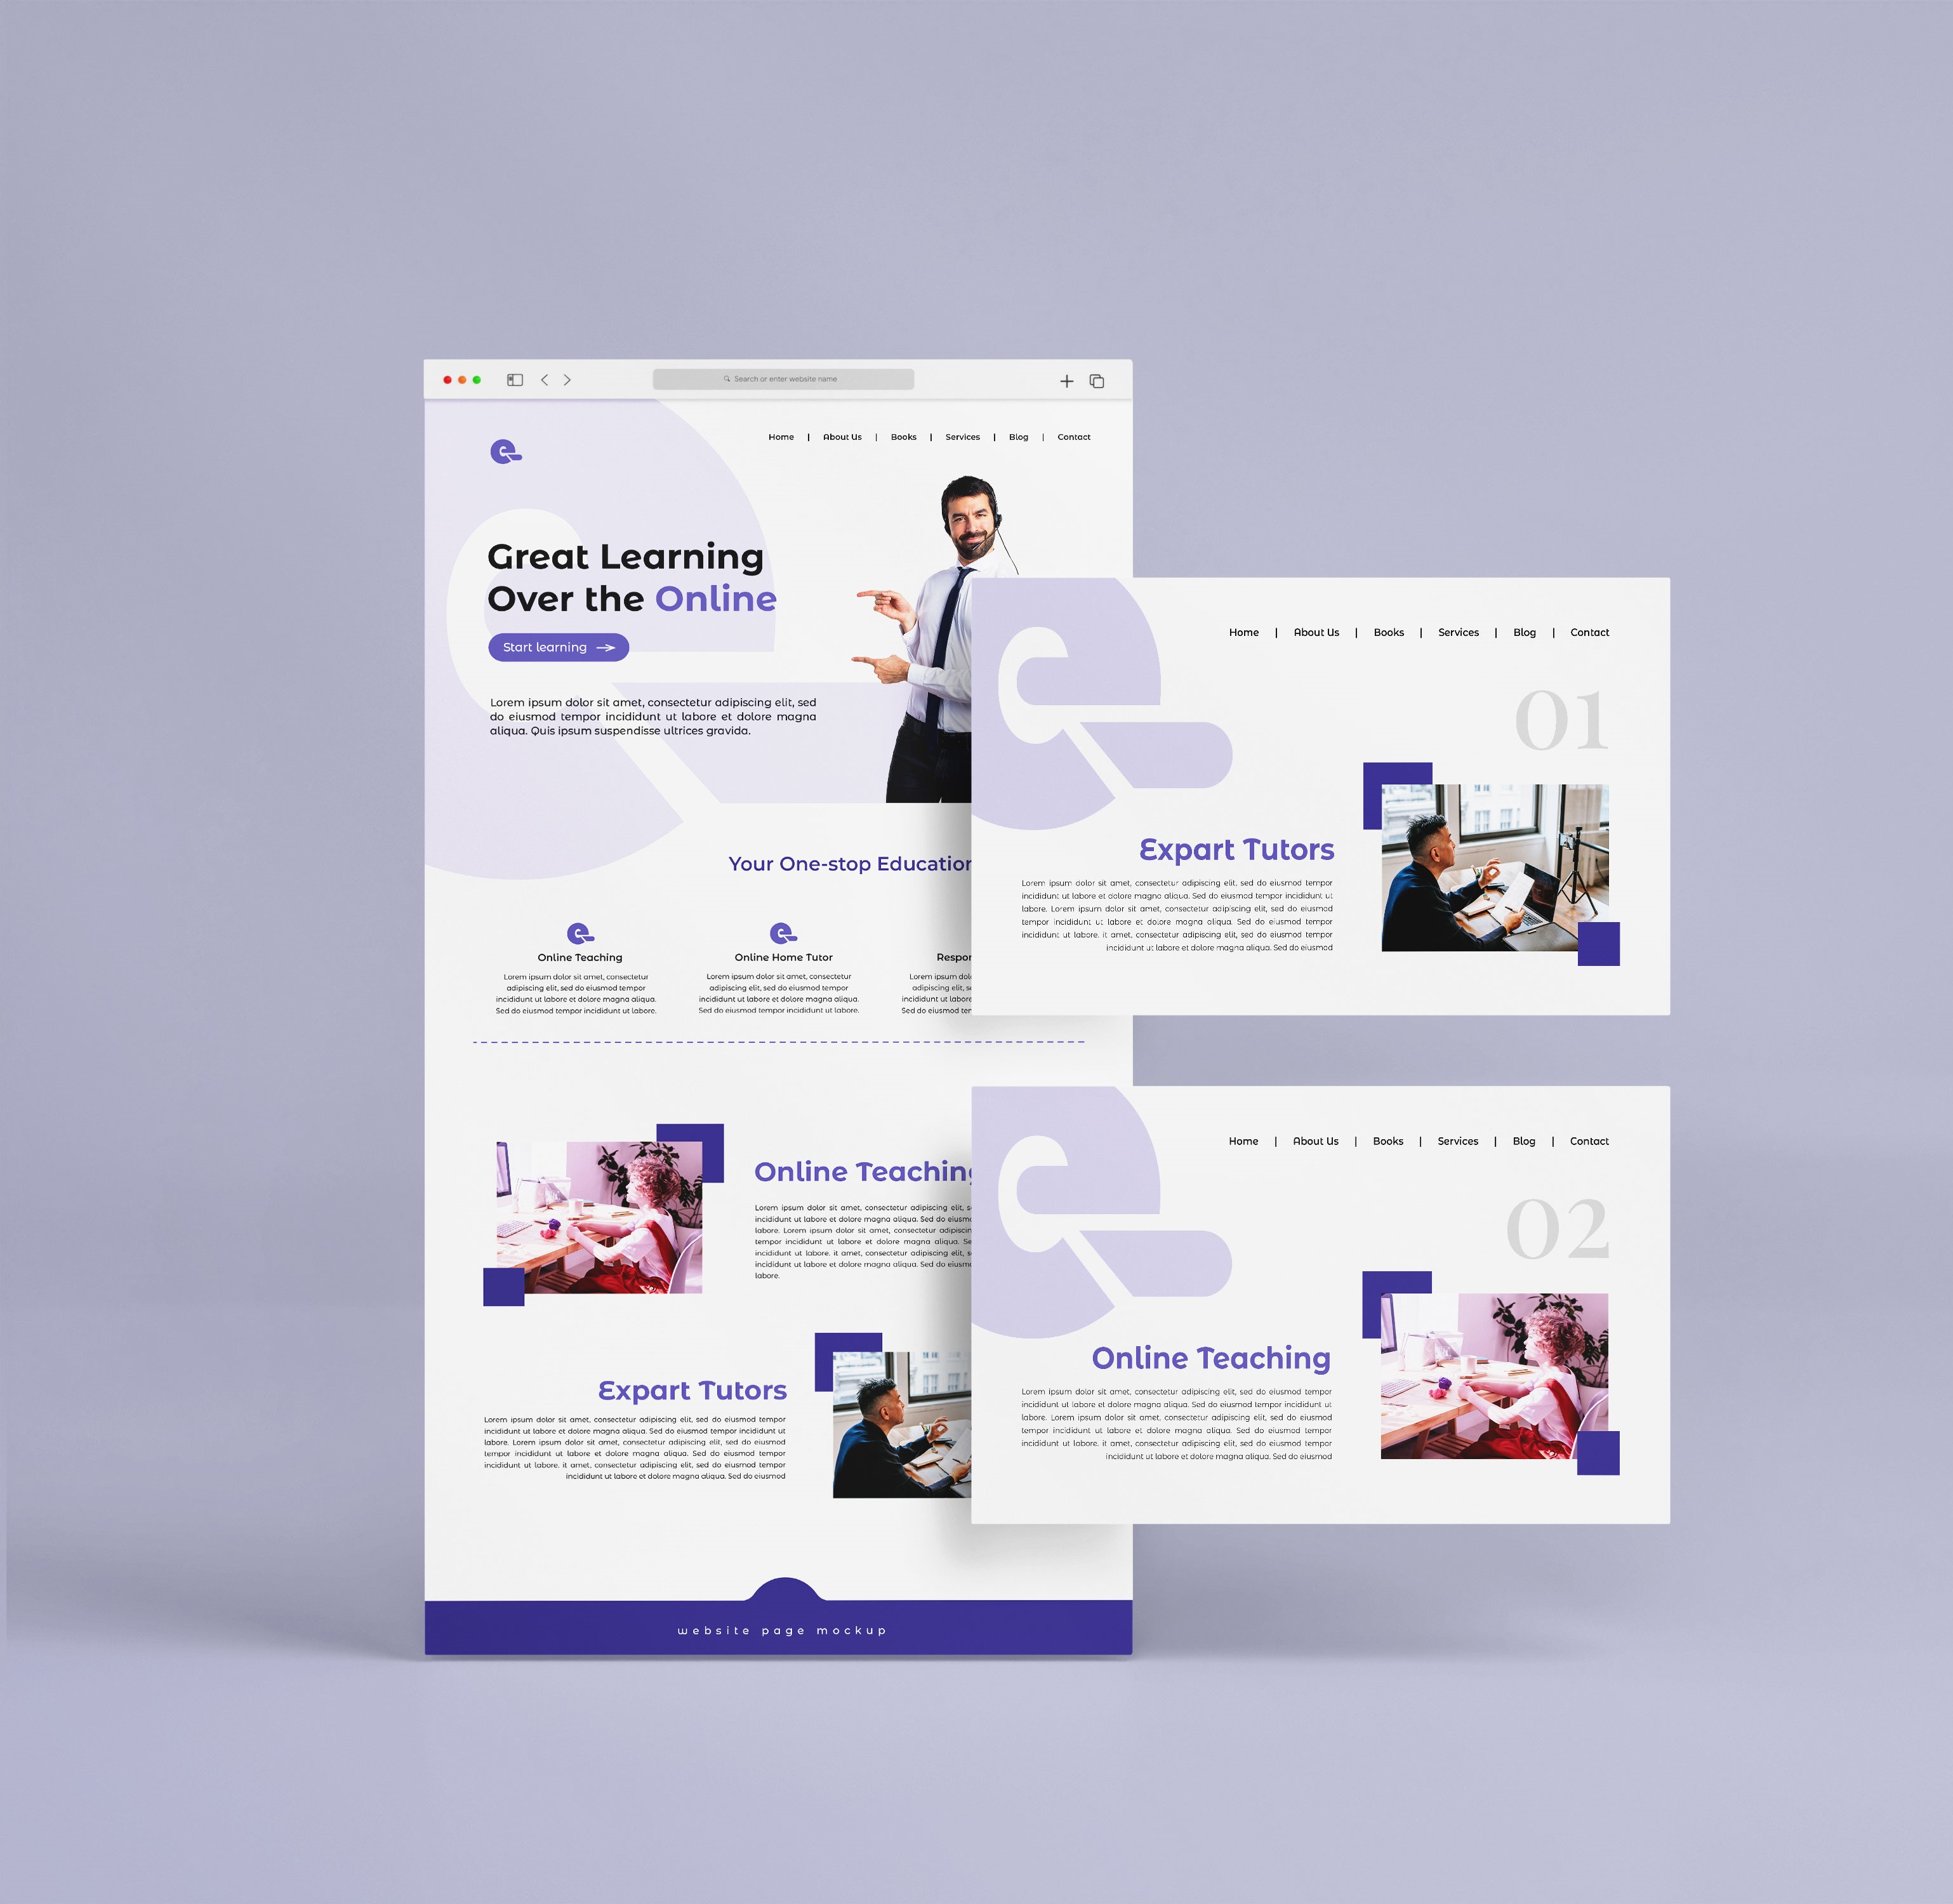 Search or enter website name
Home | About Us | Books | Services | Blog | Contact
Great Learning
Over the Online
Start learning
Lorem ipsum dolor sit amet, consectetur adipiscing elit, sed
do eiusmod tempor incididunt ut labore et dolore magna
aliqua. Quis ipsum suspendisse ultrices gravida.
Your One-stop Education
Online Teaching
Lorem ipsum dolor sit amet, consectetur
adipiscing elit, sed do eiusmod tempor
incididunt ut labore et dolore magna aliqua.
Sed do eiusmod tempor incididunt ut labore.
Online Home Tutor
Lorem ipsum dolor sit amet, consectetur
adipiscing elit, sed do eiusmod tempor
incididunt ut labore et dolore magna aliqua.
Sed do eiusmod tempor incididunt ut labore.
Respon
Lorem ipsum dol
adipiscing elit, s
incididunt ut labore
Sed do eiusmod ter
Online Teaching
Lorem ipsum dolor sit amet, consectetur adipiscing elit, s
incididunt ut labore et dolore magna aliqua. Sed do eiusmo
labore. Lorem ipsum dolor sit amet, consectetur adipiscin
tempor incididunt ut labore et dolore magna aliqua. Se
incididunt ut labore. it amet, consectetur adipiscing elit, s
incididunt ut labore et dolore magna aliqua. Sed do eiusmo
labore.
Expart Tutors
Lorem ipsum dolor sit amet, consectetur adipiscing elit, sed do eiusmod tempor
incididunt ut labore et dolore magna aliqua. Sed do eiusmod tempor incididunt ut
labore. Lorem ipsum dolor sit amet, consectetur adipiscing elit, sed do eiusmod
tempor incididunt ut labore et dolore magna aliqua. Sed do eiusmod tempor
incididunt ut labore. it amet, consectetur adipiscing elit, sed do eiusmod tempor
incididunt ut labore et dolore magna aliqua. Sed do eiusmod
website page mockup
Home | About Us | Books | Services | Blog | Contact
01
Expart Tutors
Lorem ipsum dolor sit amet, consectetur adipiscing elit, sed do eiusmod tempor
incididunt ut labore et dolore magna aliqua. Sed do eiusmod tempor incididunt ut
labore. Lorem ipsum dolor sit amet, consectetur adipiscing elit, sed do eiusmod
tempor incididunt ut labore et dolore magna aliqua. Sed do eiusmod tempor
incididunt ut labore. it amet, consectetur adipiscing elit, sed do eiusmod tempor
incididunt ut labore et dolore magna aliqua. Sed do eiusmod
Home | About Us | Books | Services | Blog | Contact
02
Online Teaching
Lorem ipsum dolor sit amet, consectetur adipiscing elit, sed do eiusmod tempor
incididunt ut labore et dolore magna aliqua. Sed do eiusmod tempor incididunt ut
labore. Lorem ipsum dolor sit amet, consectetur adipiscing elit, sed do eiusmod
tempor incididunt ut labore et dolore magna aliqua. Sed do eiusmod tempor
incididunt ut labore. it amet, consectetur adipiscing elit, sed do eiusmod tempor
incididunt ut labore et dolore magna aliqua. Sed do eiusmod